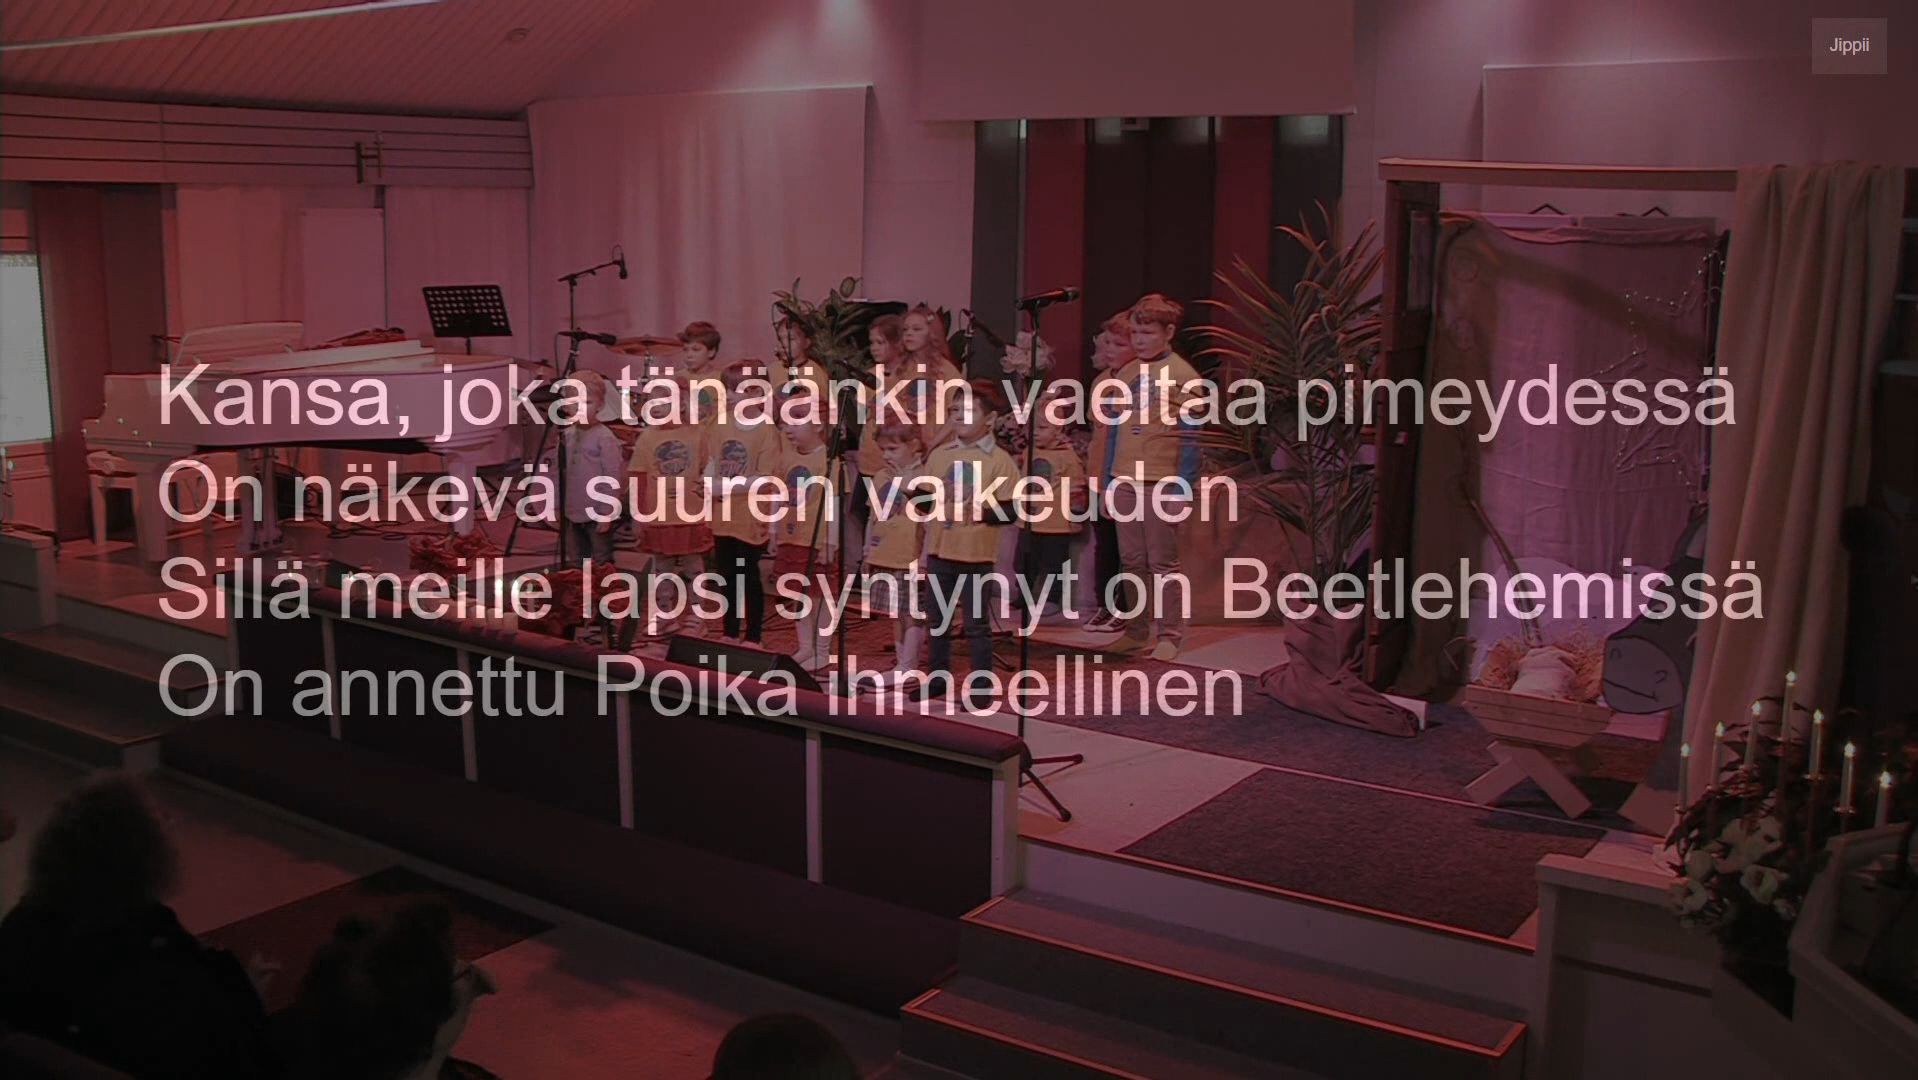 Jippii
Kansa, joka tänäänkin vaeltaa pimeydessä
On näkevä suuren valkeuden
Sillä meille lapsi syntynyt on Beetlehemissä
On annettu Poika ihmeellinen